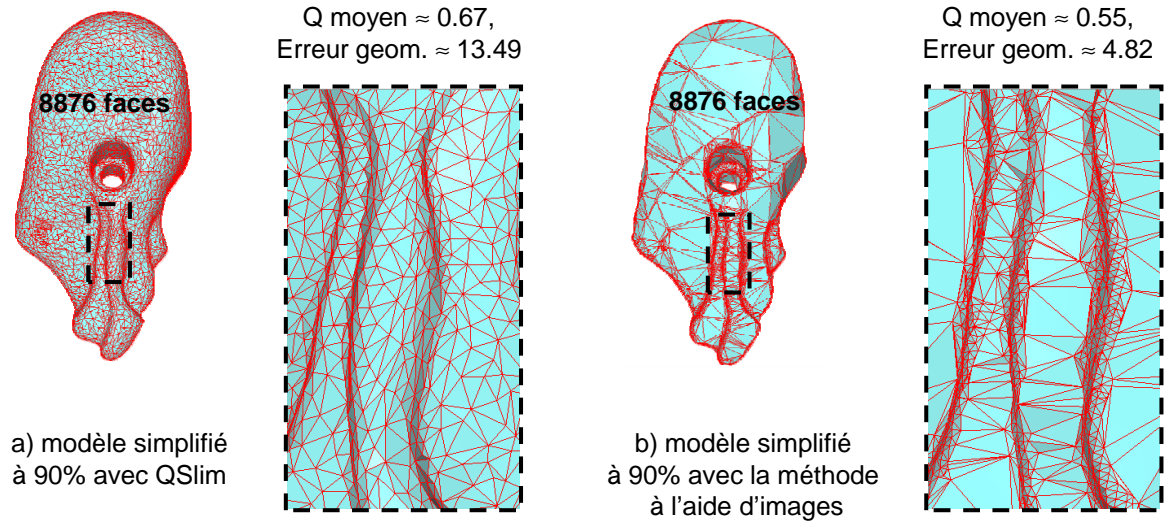 Q moyen ≈ 0.67,
Erreur geom. ≈ 13.49
8876 faces
a) modèle simplifié
à 90% avec QSlim
Q moyen ≈ 0.55,
Erreur geom. ≈ 4.82
8876 faces
b) modèle simplifié
à 90% avec la méthode
à l'aide d'images